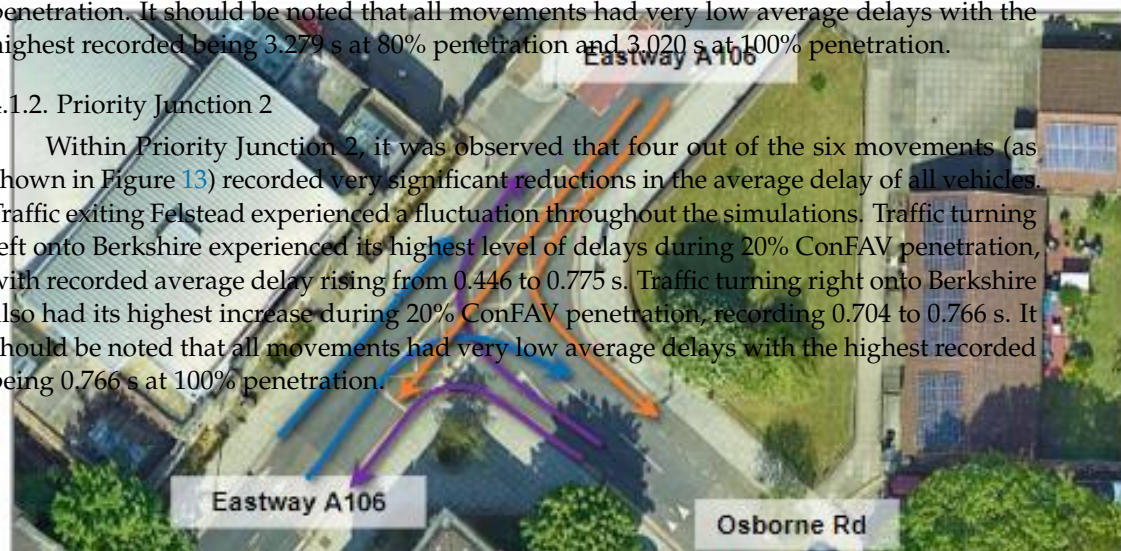 penetration. It should be noted that all movements had very low average delays with the
highest recorded being 3.279 s at 80% penetration and 3.020 s at 100% penetration.
Eastway A106
.1.2. Priority Junction 2
Within Priority Junction 2, it was observed that four out of the six movements (as
hown in Figure 13) recorded very significant reductions in the average delay of all vehicles.
Traffic exiting Felstead experienced a fluctuation throughout the simulations. Traffic turning
eft onto Berkshire experienced its highest level of delays during 20% ConFAV penetration,
with recorded average delay rising from 0.446 to 0.775 s. Traffic turning right onto Berkshire
also had its highest increase during 20% ConFAV penetration, recording 0.704 to 0.766 s. It
hould be noted that all movements had very low average delays with the highest recorded
being 0.766 s at 100% penetration.
Eastway A106
Osborne Rd